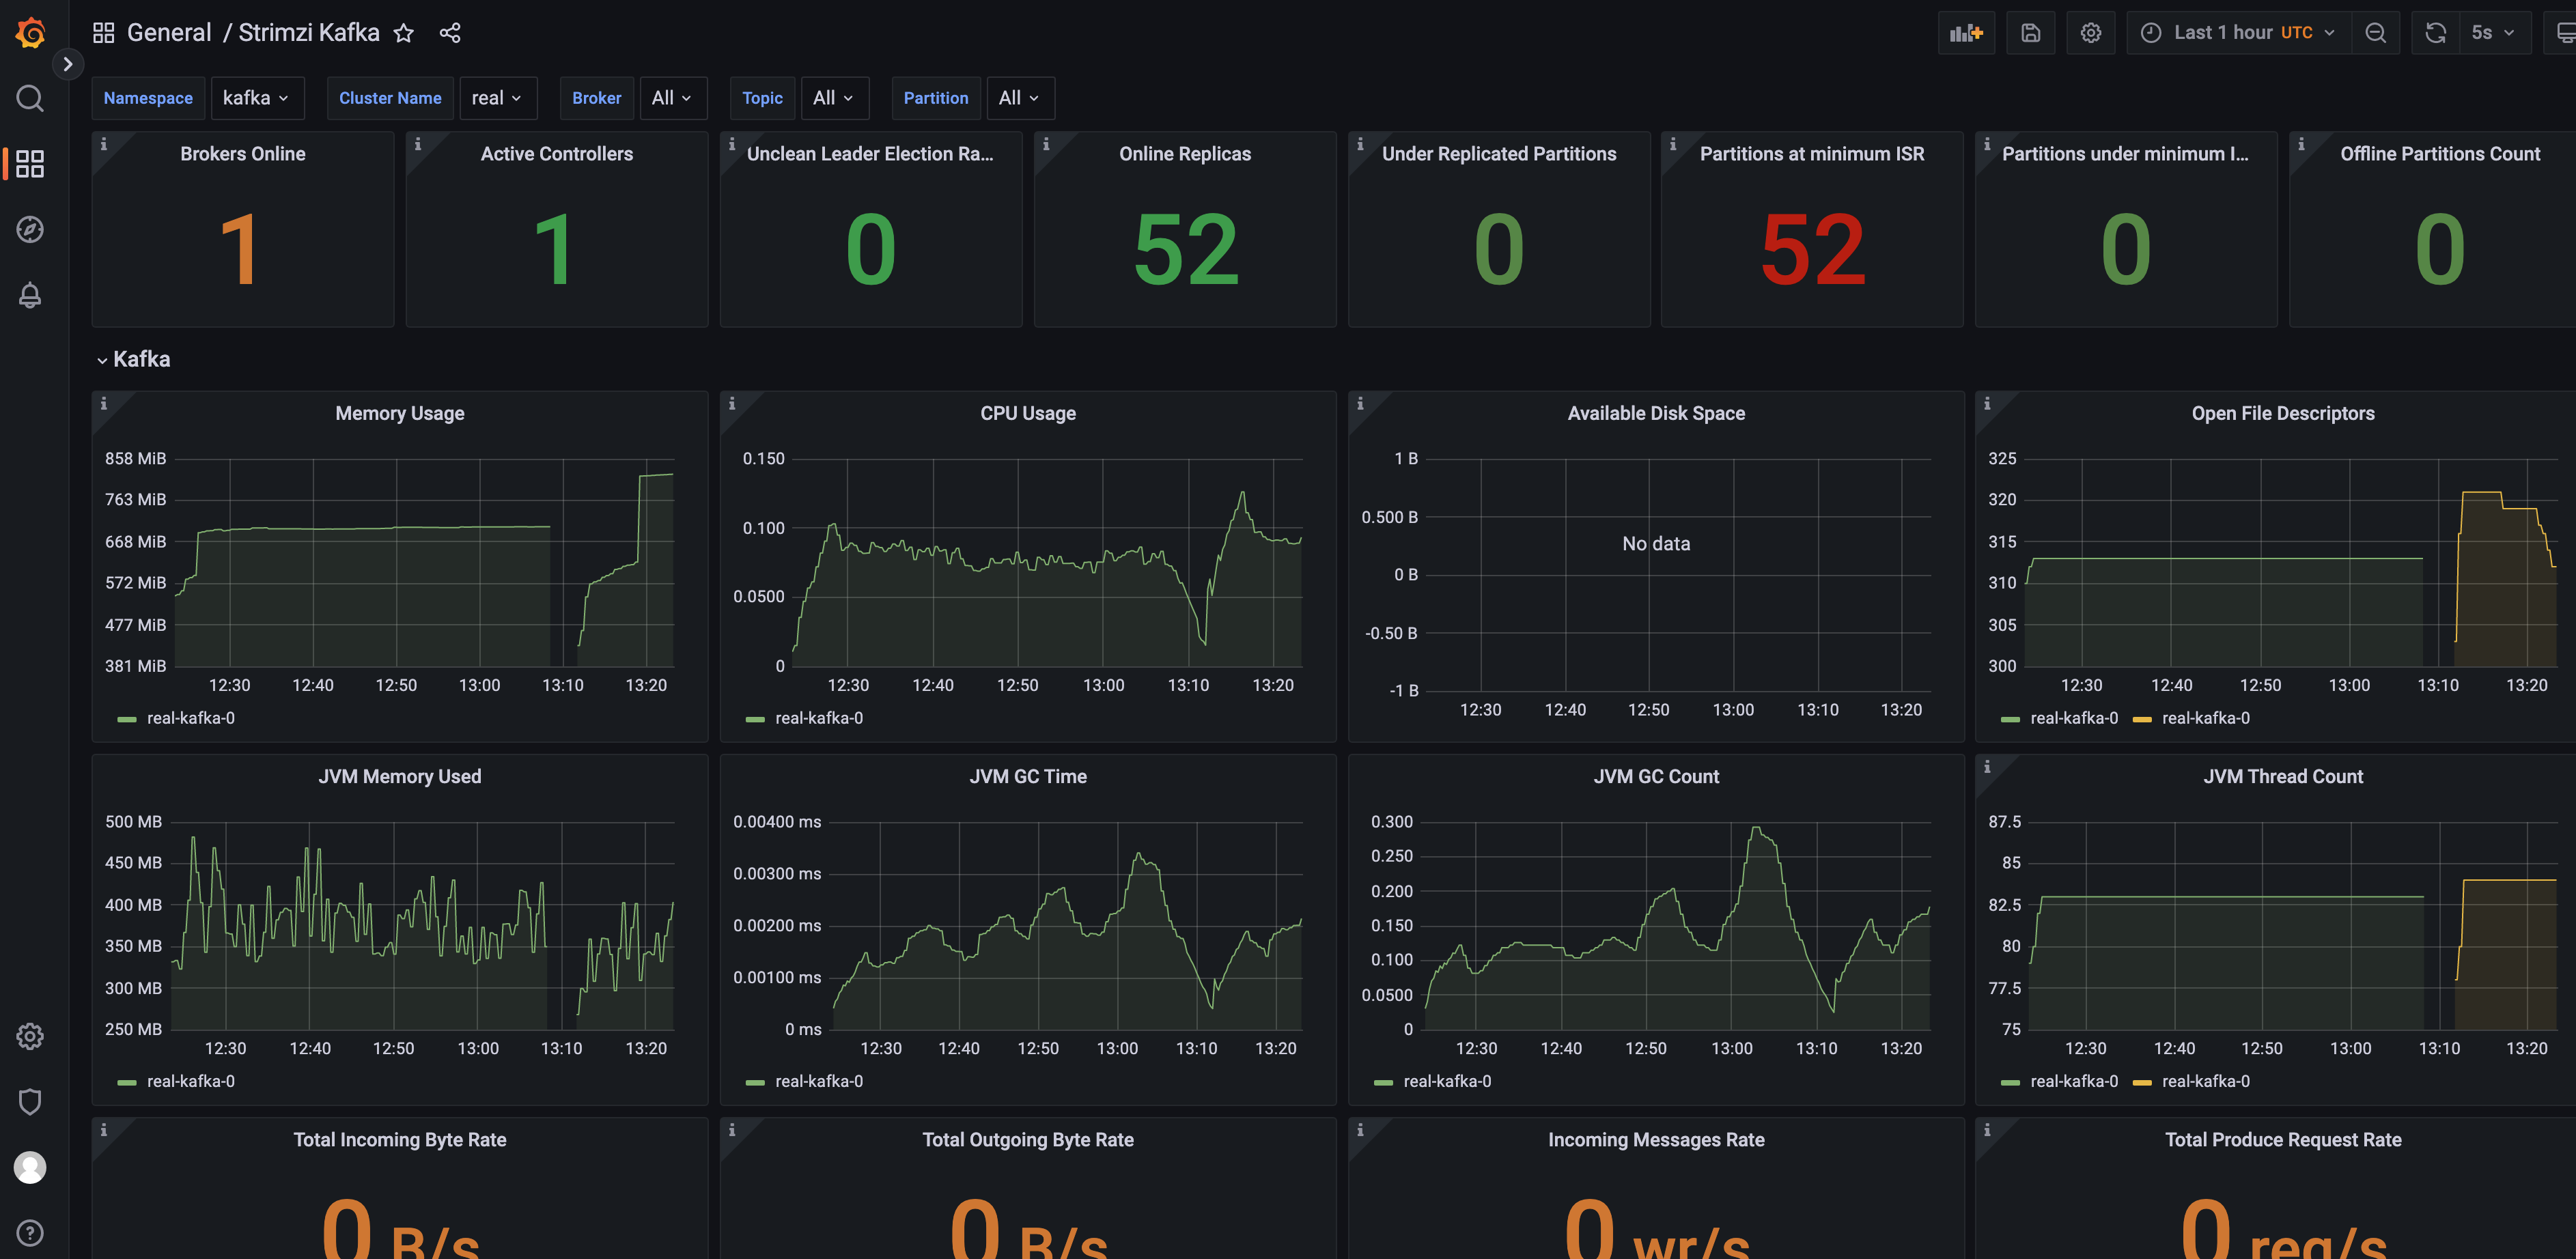 General / Strimzi Kafka
Last 1 hour UTC
5s
Namespace kafka Cluster Name real Broker All Topic All Partition All
Brokers Online
1
Active Controllers
1
Unclean Leader Election Ra...
0
Online Replicas
52
Under Replicated Partitions
0
Partitions at minimum ISR
52
Partitions under minimum I...
0
Offline Partitions Count
0
Kafka
Memory Usage
858 MiB
763 MiB
668 MiB
572 MiB
477 MiB
381 MiB
12:30 12:40 12:50 13:00 13:10 13:20
real-kafka-0
CPU Usage
0.150
0.100
0.0500
0
12:30 12:40 12:50 13:00 13:10 13:20
real-kafka-0
Available Disk Space
1 B
0.500 B
No data
0 B
-0.50 B
-1 B
12:30 12:40 12:50 13:00 13:10 13:20
Open File Descriptors
325
320
315
310
305
300
12:30 12:40 12:50 13:00 13:10 13:20
real-kafka-0 real-kafka-0
JVM Memory Used
500 MB
450 MB
400 MB
350 MB
300 MB
250 MB
12:30 12:40 12:50 13:00 13:10 13:20
real-kafka-0
JVM GC Time
0.00400 ms
0.00300 ms
0.00200 ms
0.00100 ms
0 ms
12:30 12:40 12:50 13:00 13:10 13:20
real-kafka-0
JVM GC Count
0.300
0.250
0.200
0.150
0.100
0.0500
0
12:30 12:40 12:50 13:00 13:10 13:20
real-kafka-0
JVM Thread Count
87.5
85
82.5
80
77.5
75
12:30 12:40 12:50 13:00 13:10 13:20
real-kafka-0 real-kafka-0
Total Incoming Byte Rate
0 B/s
Total Outgoing Byte Rate
0 B/s
Incoming Messages Rate
0 wr/s
Total Produce Request Rate
0 req/s